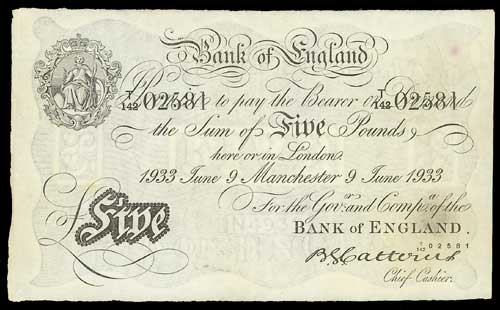 Bank of England
T/142 02581 T/142 02581
Promise to pay the Bearer on Demand
the Sum of Five Pounds
here or in London.
1933 June 9 Manchester 9 June 1933
For the Govr. and Compa. of the
BANK OF ENGLAND.
T/142 02581
Five
B G Catterns
Chief Cashier.